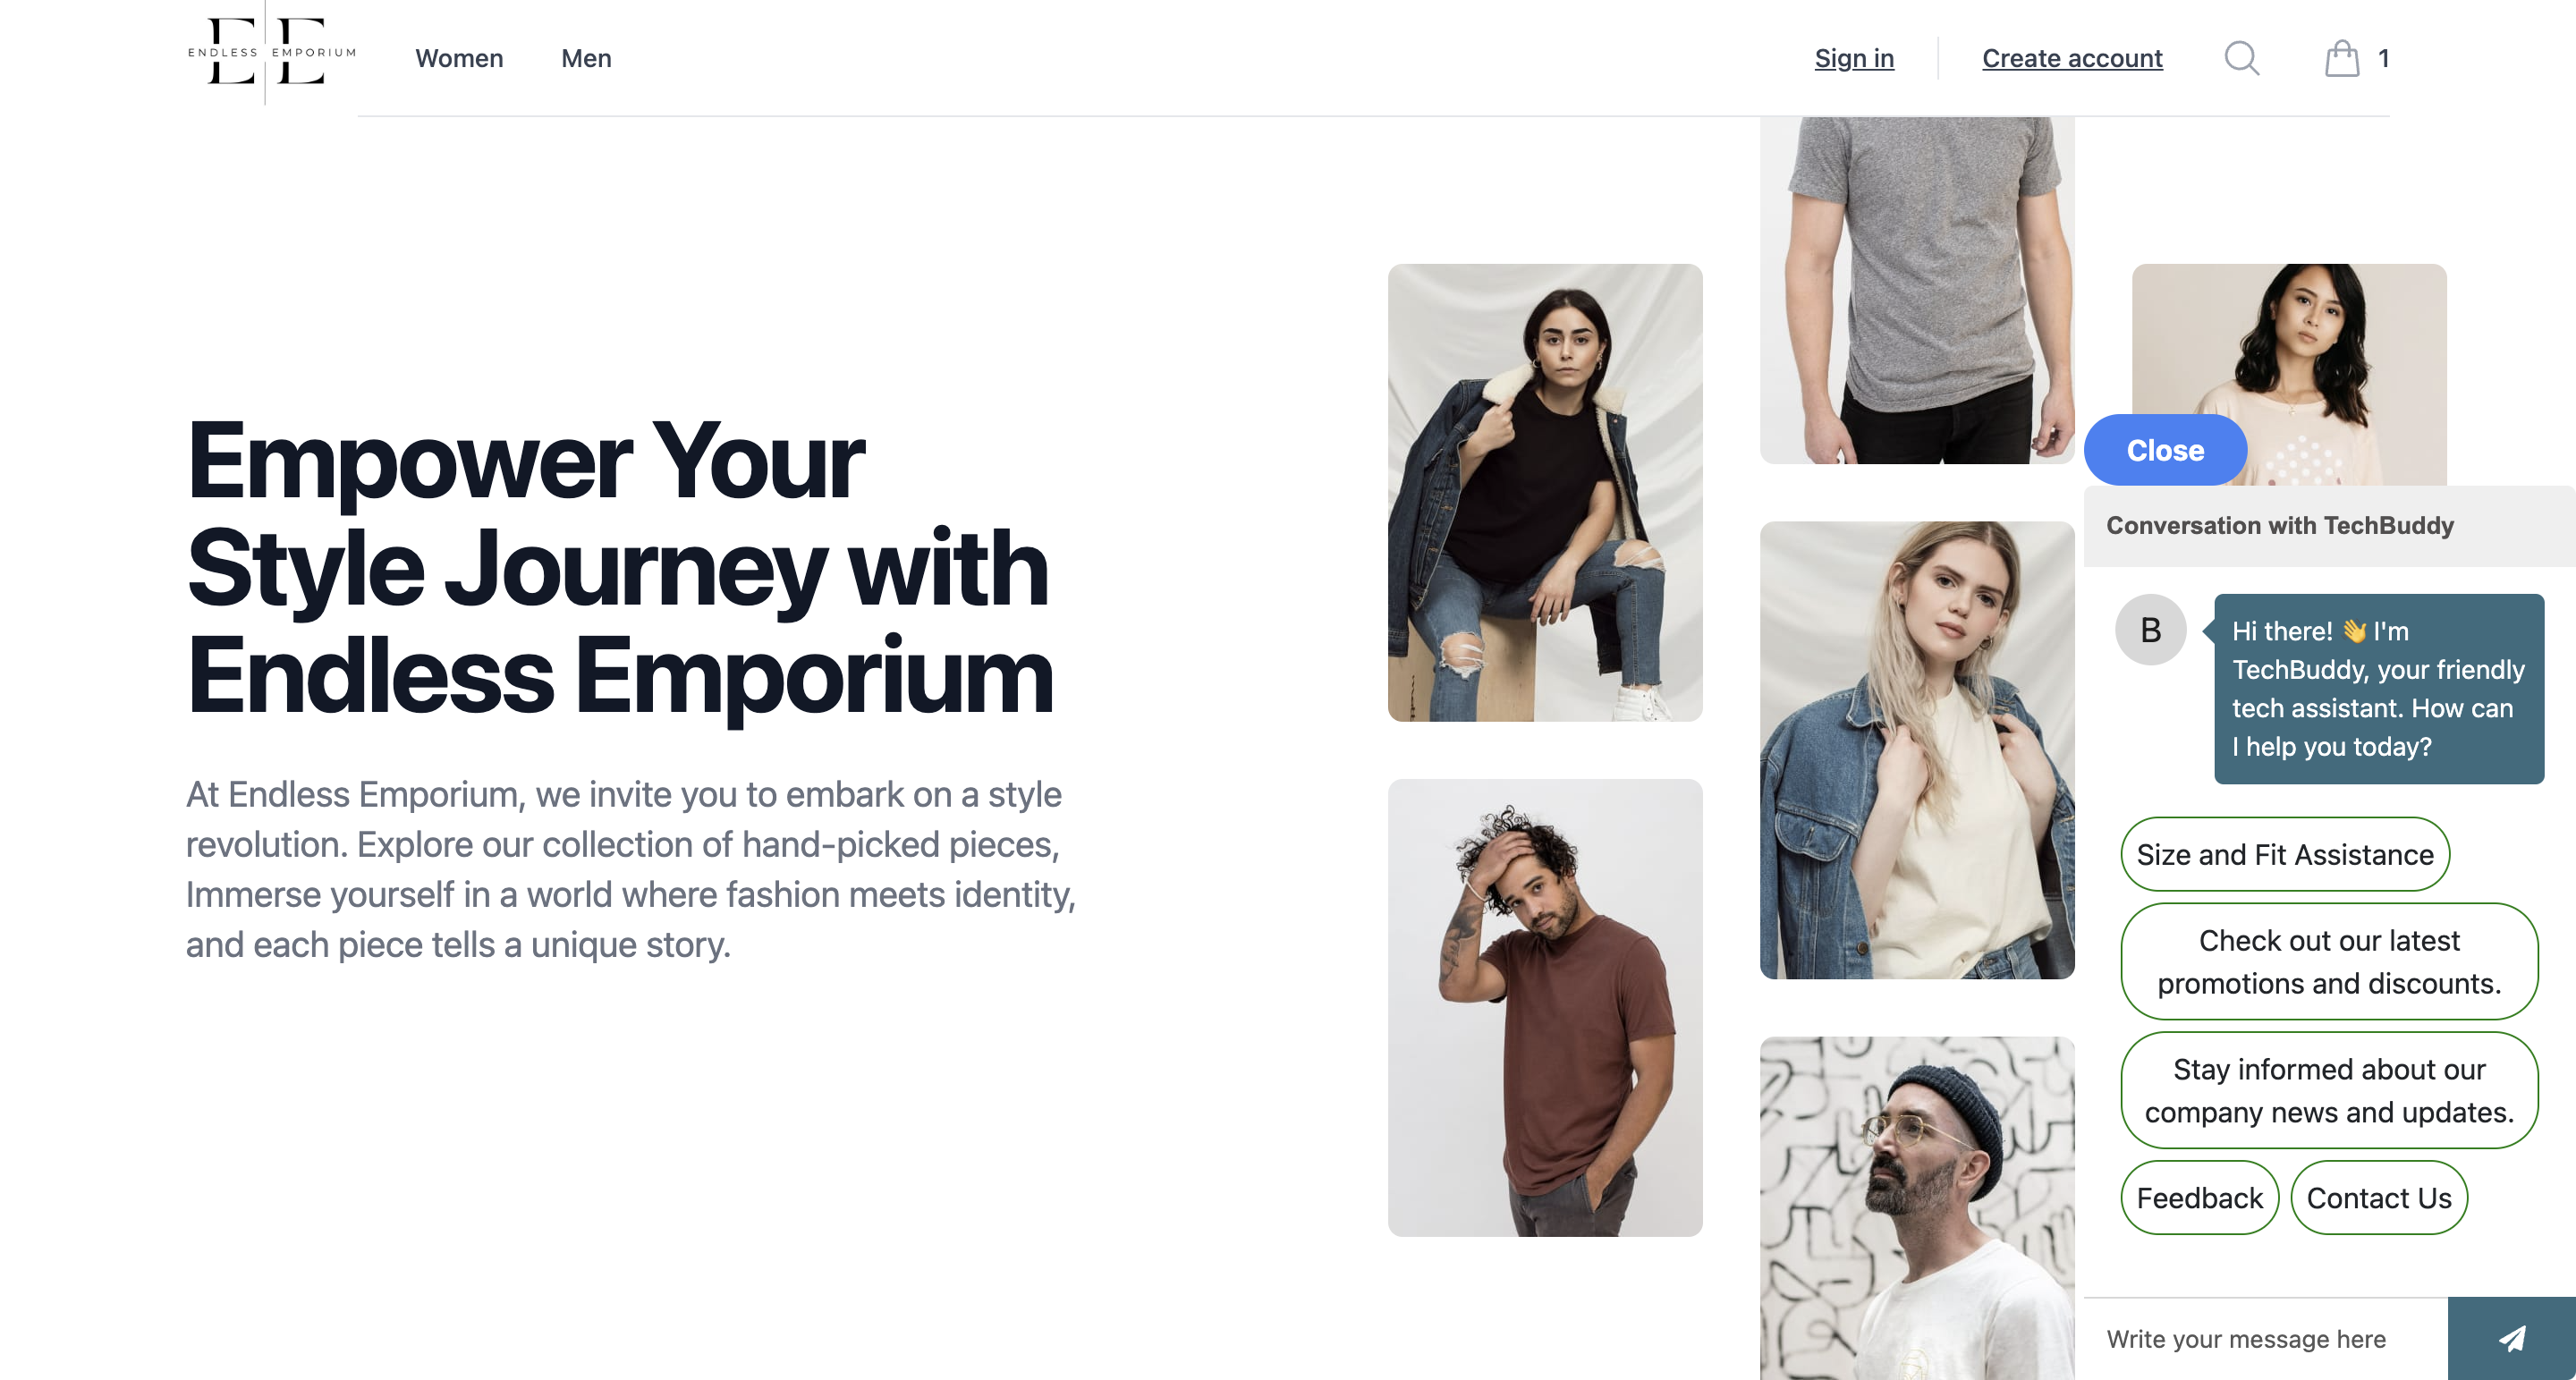 ENDLESS EMPORIUM
Women
Men
Sign in
Create account
1
Empower Your
Style Journey with
Endless Emporium
At Endless Emporium, we invite you to embark on a style
revolution. Explore our collection of hand-picked pieces,
Immerse yourself in a world where fashion meets identity,
and each piece tells a unique story.
Close
Conversation with TechBuddy
B
Hi there! 👋 I'm
TechBuddy, your friendly
tech assistant. How can
I help you today?
Size and Fit Assistance
Check out our latest
promotions and discounts.
Stay informed about our
company news and updates.
Feedback
Contact Us
Write your message here